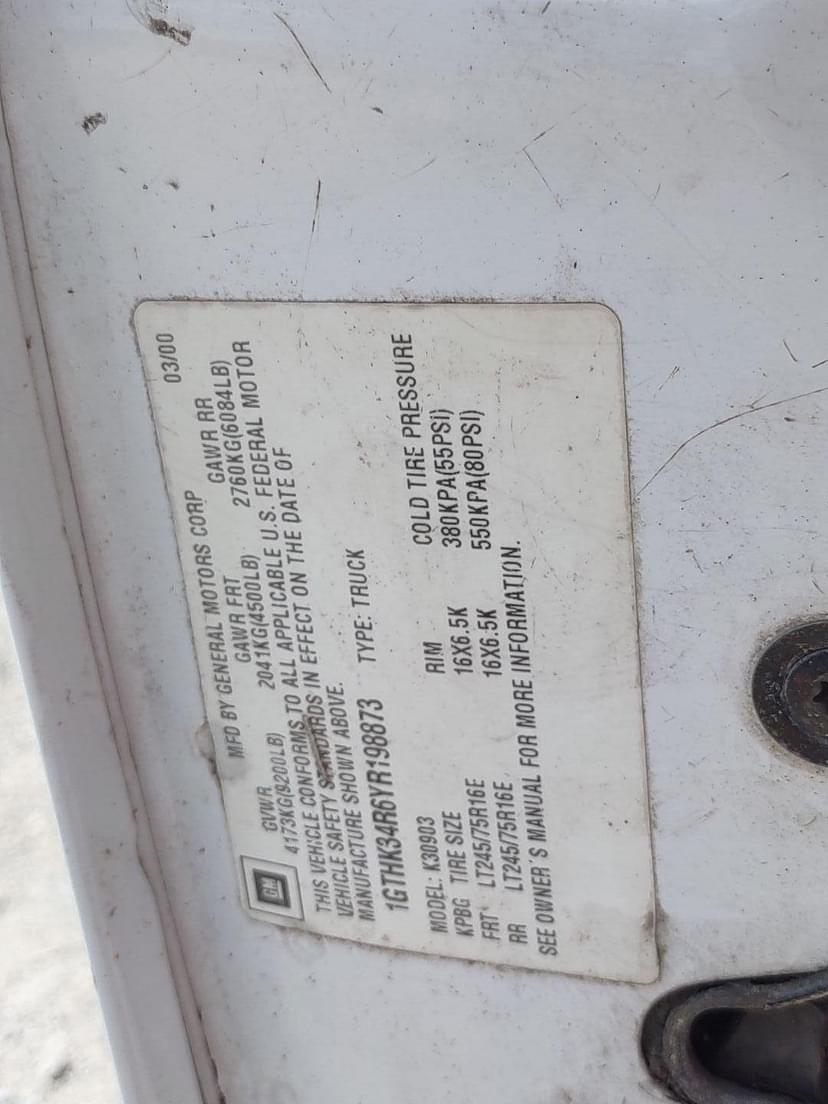 MFD BY GENERAL MOTORS CORP 03/00
GM
GVWR GAWR FRT GAWR RR
4173KG(9200LB) 2041KG(4500LB) 2760KG(6084LB)
THIS VEHICLE CONFORMS TO ALL APPLICABLE U.S. FEDERAL MOTOR
VEHICLE SAFETY STANDARDS IN EFFECT ON THE DATE OF
MANUFACTURE SHOWN ABOVE.
1GTHK34R6YR198873 TYPE: TRUCK
MODEL: K30903
KPBG TIRE SIZE RIM COLD TIRE PRESSURE
FRT LT245/75R16E 16X6.5K 380KPA(55PSI)
RR LT245/75R16E 16X6.5K 550KPA(80PSI)
SEE OWNER'S MANUAL FOR MORE INFORMATION.